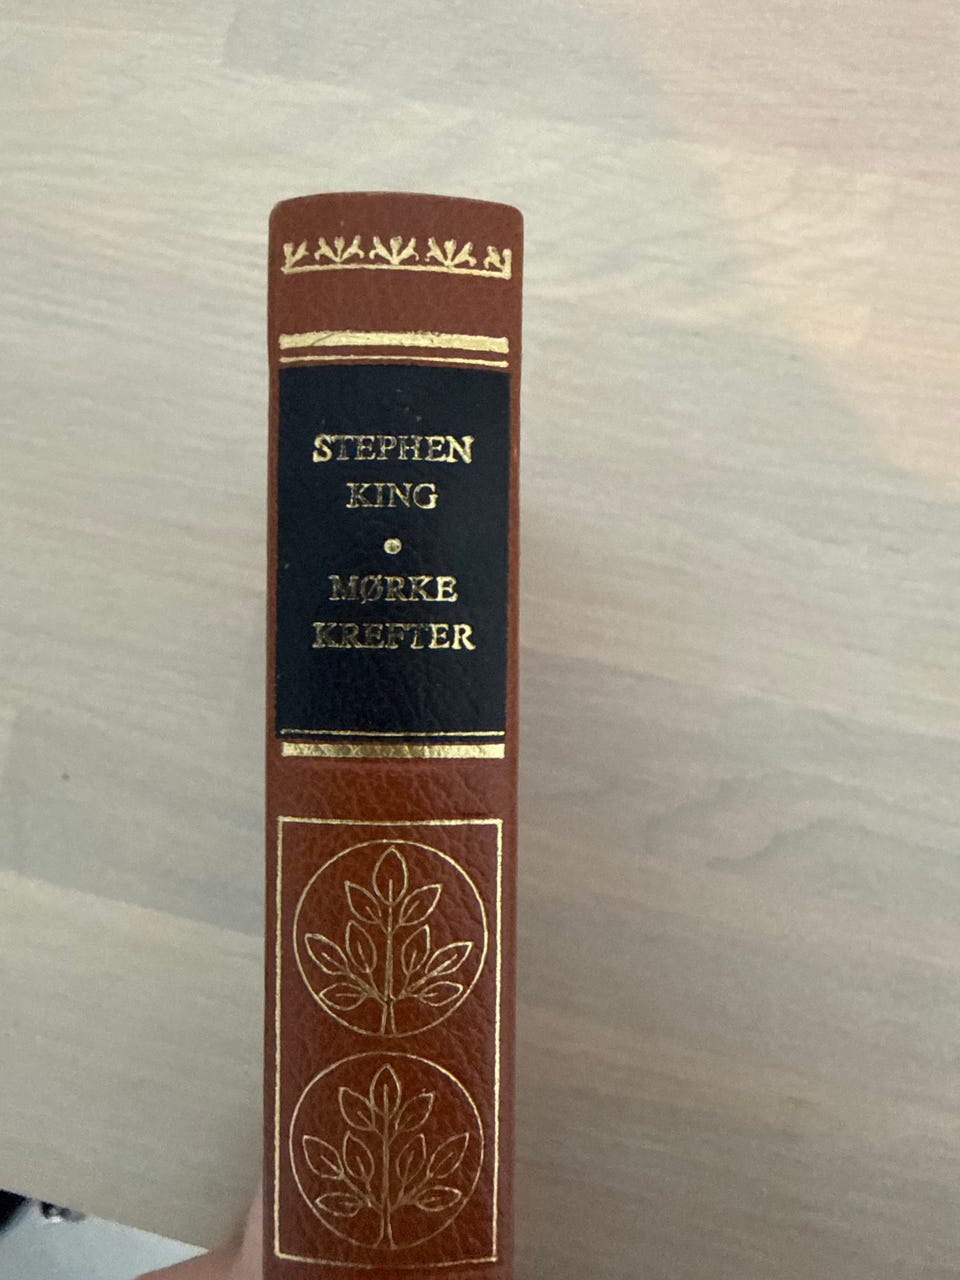 STEPHEN
KING
•
MØRKE
KREFTER